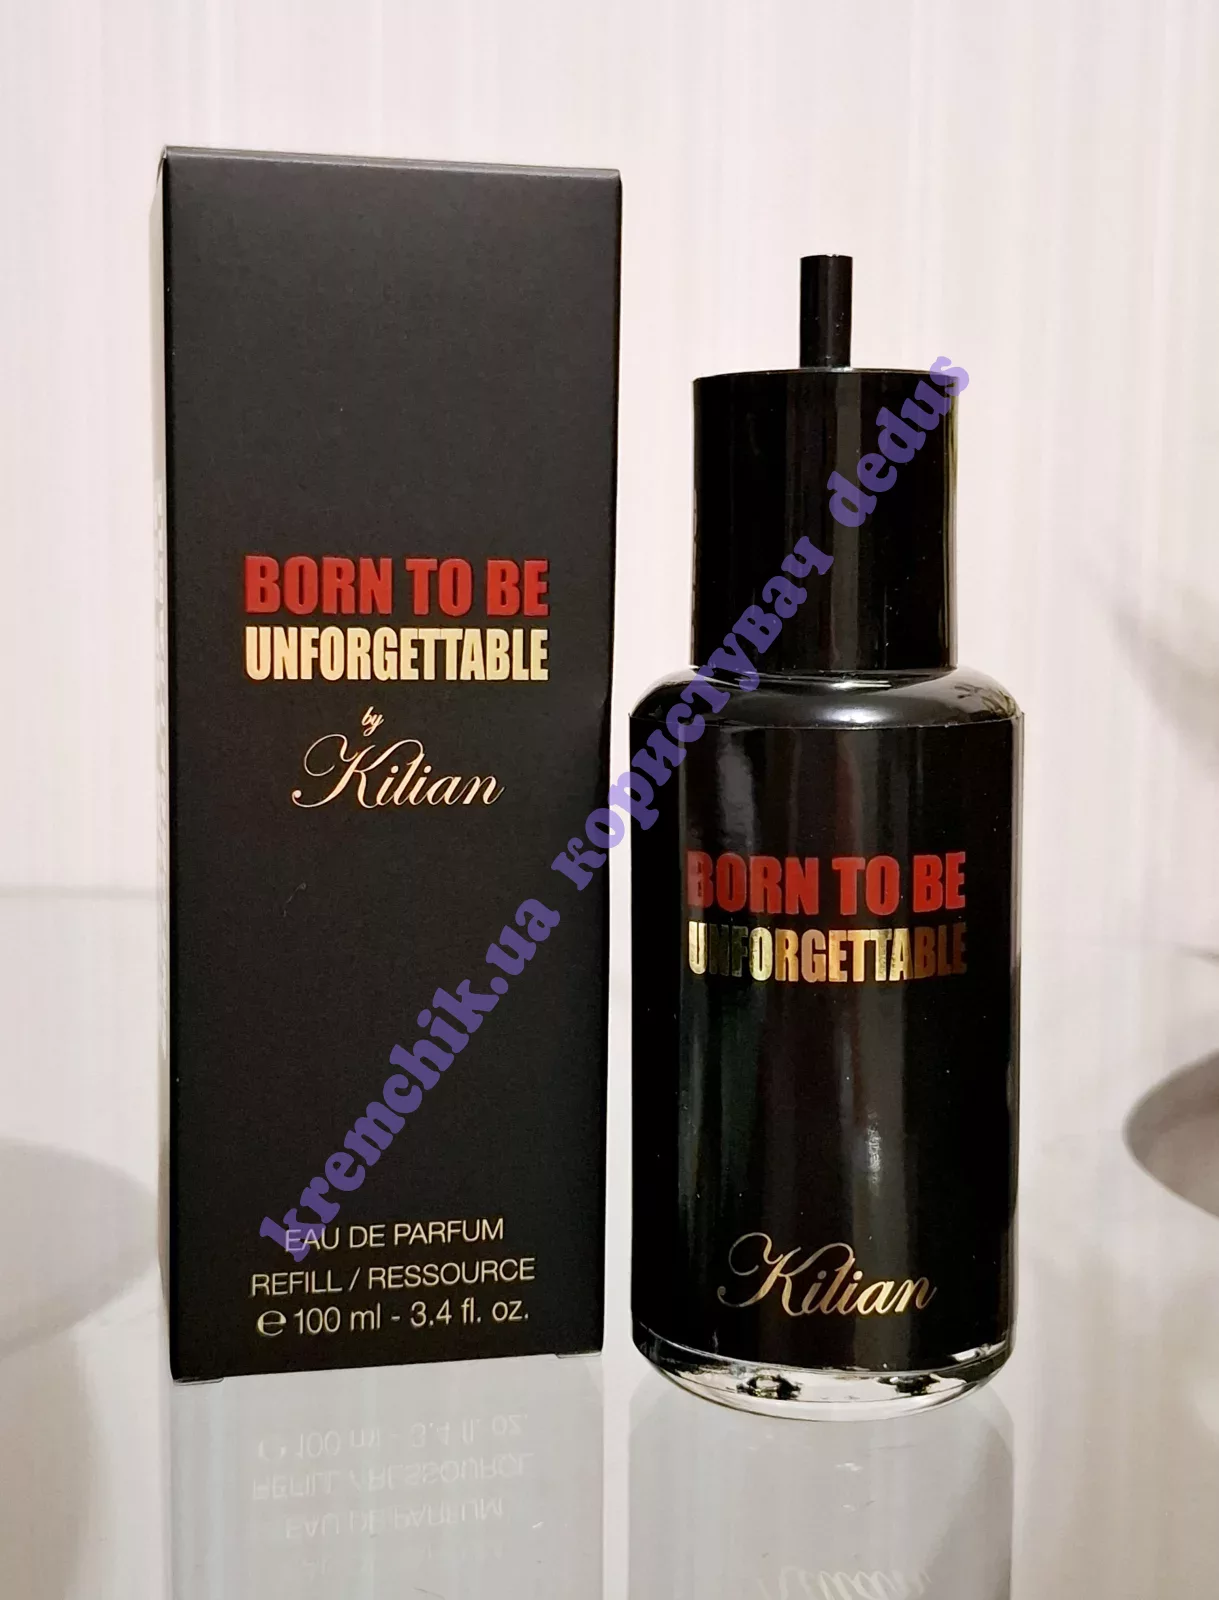 BORN TO BE
UNFORGETTABLE
by
Kilian
EAU DE PARFUM
REFILL / RESSOURCE
℮ 100 ml - 3.4 fl. oz.
BORN TO BE
UNFORGETTABLE
Kilian
kremchik.ua користувач dedus